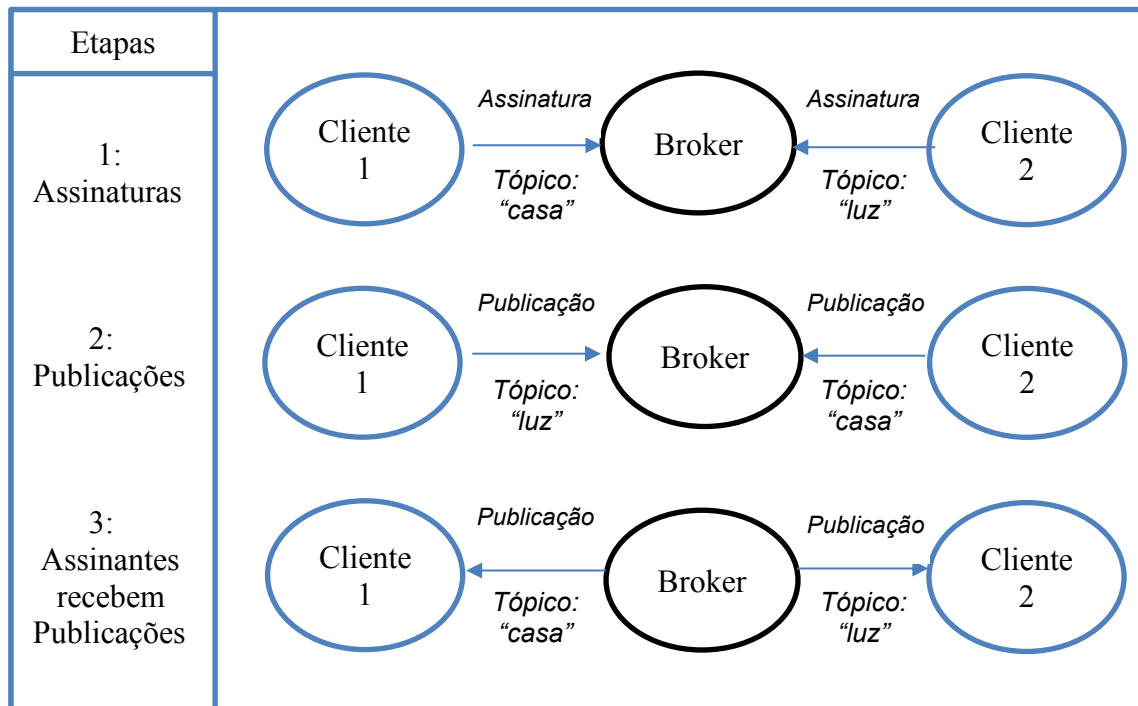 Etapas
1:
Assinaturas
Cliente
1
Assinatura
Tópico:
“casa”
Broker
Assinatura
Tópico:
“luz”
Cliente
2
2:
Publicações
Cliente
1
Publicação
Tópico:
“luz”
Broker
Publicação
Tópico:
“casa”
Cliente
2
3:
Assinantes
recebem
Publicações
Cliente
1
Publicação
Tópico:
“casa”
Broker
Publicação
Tópico:
“luz”
Cliente
2